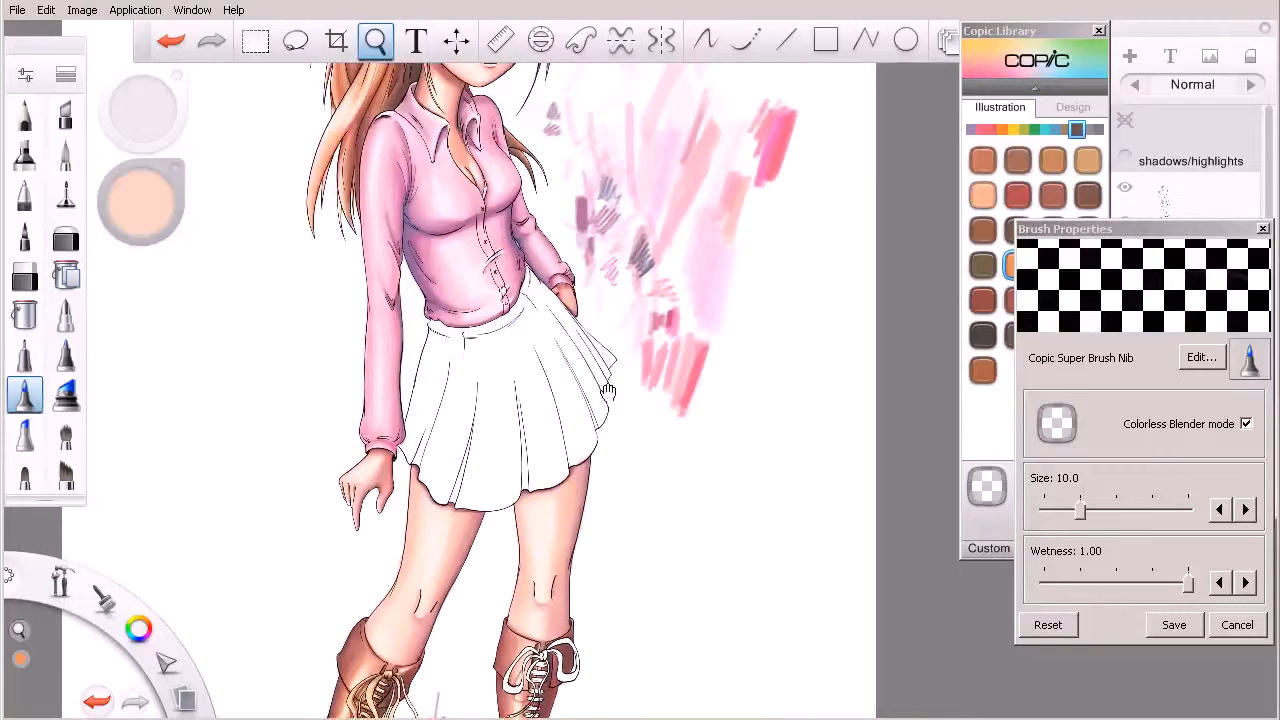 File Edit Image Application Window Help
T
Copic Library
COPIC
Illustration Design
T
Normal
shadows/highlights
Brush Properties
Copic Super Brush Nib Edit...
Colorless Blender mode
Size: 10.0
Wetness: 1.00
Custom
Reset Save Cancel